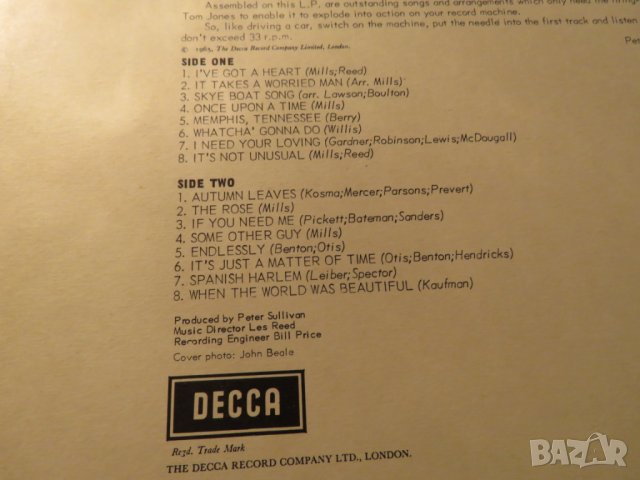 Assembled on this L.P. are outstanding songs and arrangements which only need the
Tom Jones to enable it to explode into action on your record machine.
So, like driving a car, switch on the machine, put the needle into the first track and listen
don't exceed 33 r.p.m.
© 1965, The Decca Record Company Limited, London.
SIDE ONE
1. I'VE GOT A HEART (Mills;Reed)
2. IT TAKES A WORRIED MAN (Arr. Mills)
3. SKYE BOAT SONG (arr. Lawson;Boulton)
4. ONCE UPON A TIME (Mills)
5. MEMPHIS, TENNESSEE (Berry)
6. WHATCHA' GONNA DO (Willis)
7. I NEED YOUR LOVING (Gardner;Robinson;Lewis;McDougall)
8. IT'S NOT UNUSUAL (Mills;Reed)
SIDE TWO
1. AUTUMN LEAVES (Kosma;Mercer;Parsons;Prevert)
2. THE ROSE (Mills)
3. IF YOU NEED ME (Pickett;Bateman;Sanders)
4. SOME OTHER GUY (Mills)
5. ENDLESSLY (Benton;Otis)
6. IT'S JUST A MATTER OF TIME (Otis;Benton;Hendricks)
7. SPANISH HARLEM (Leiber;Spector)
8. WHEN THE WORLD WAS BEAUTIFUL (Kaufman)
Produced by Peter Sullivan
Music Director Les Reed
Recording Engineer Bill Price
Cover photo: John Beale
DECCA
Regd. Trade Mark
THE DECCA RECORD COMPANY LTD., LONDON.
BAZAR